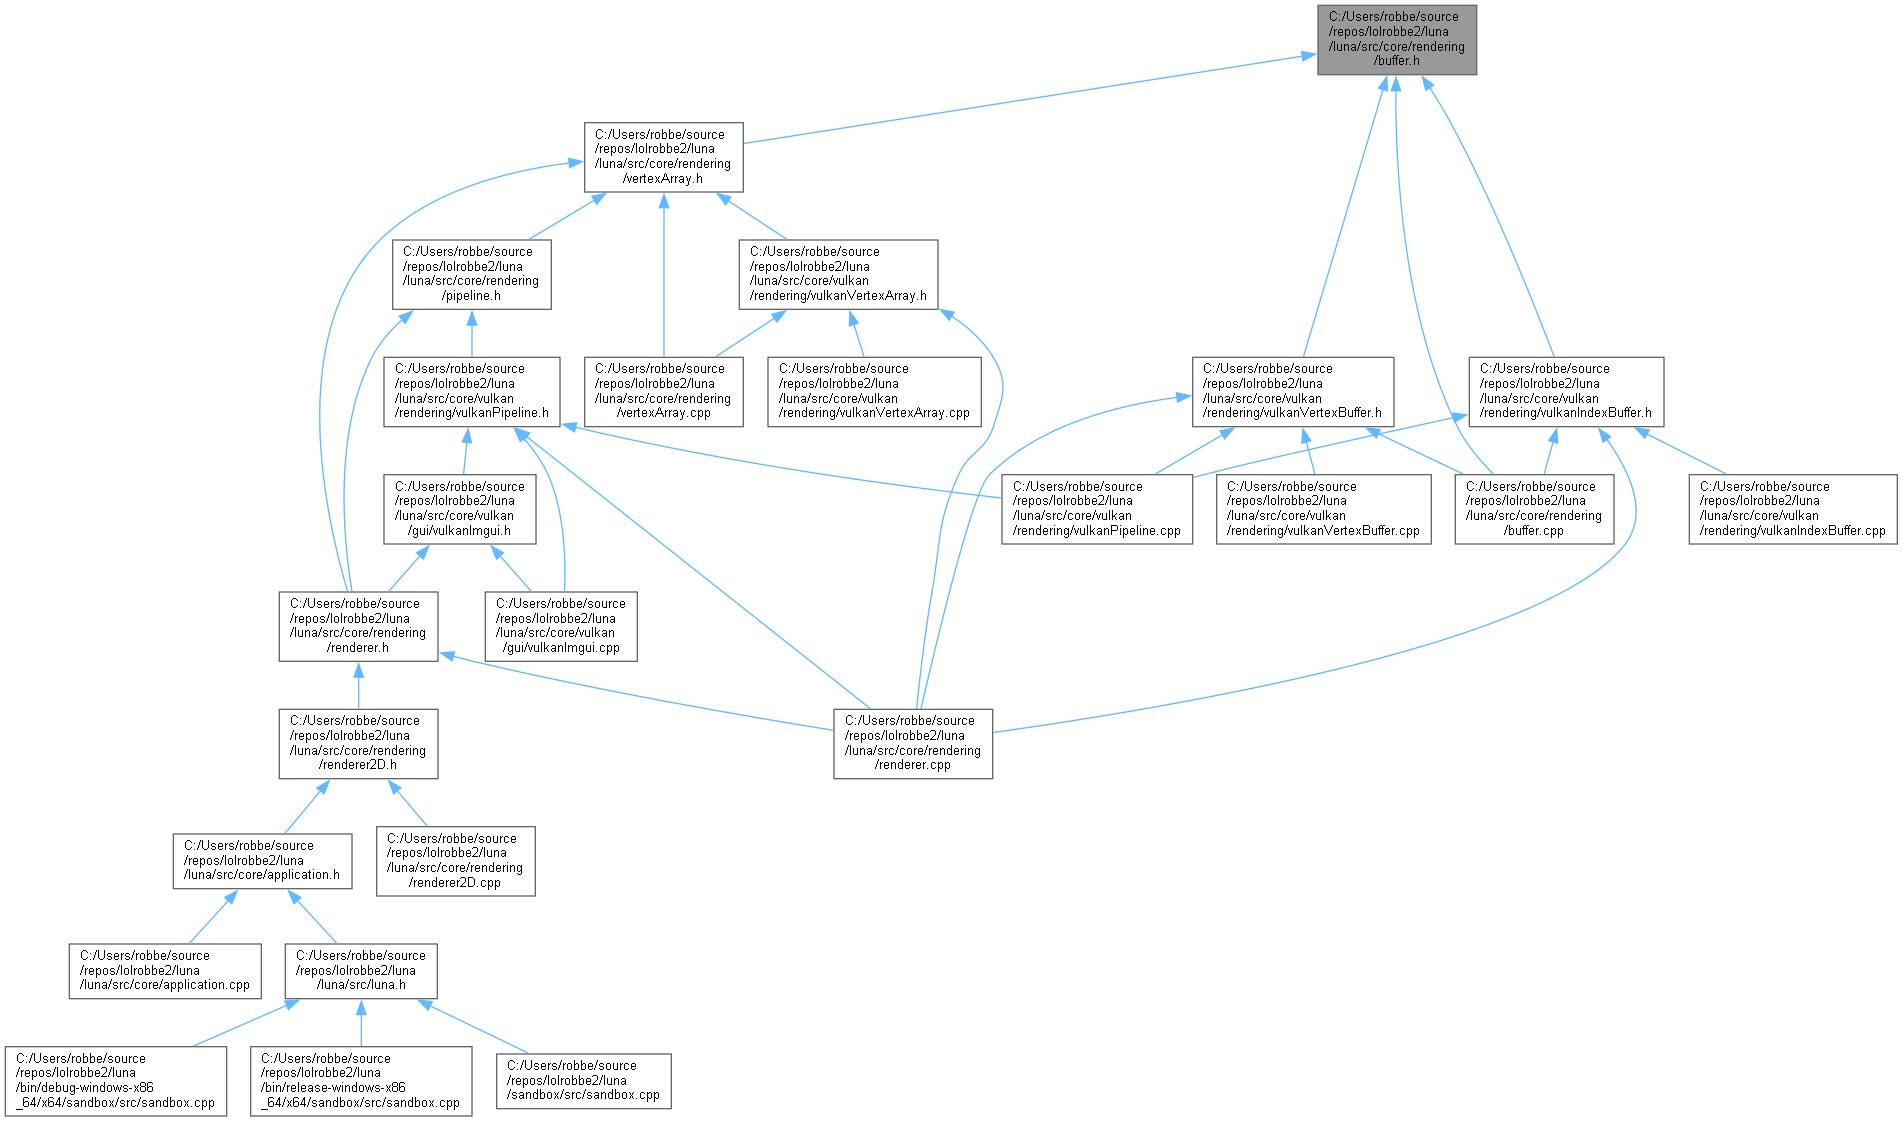 C:/Users/robbe/source
/repos/lolrobbe2/luna
/luna/src/core/rendering
/buffer.h
C:/Users/robbe/source
/repos/lolrobbe2/luna
/luna/src/core/rendering
/vertexArray.h
C:/Users/robbe/source
/repos/lolrobbe2/luna
/luna/src/core/rendering
/pipeline.h
C:/Users/robbe/source
/repos/lolrobbe2/luna
/luna/src/core/vulkan
/rendering/vulkanVertexArray.h
C:/Users/robbe/source
/repos/lolrobbe2/luna
/luna/src/core/vulkan
/rendering/vulkanPipeline.h
C:/Users/robbe/source
/repos/lolrobbe2/luna
/luna/src/core/rendering
/vertexArray.cpp
C:/Users/robbe/source
/repos/lolrobbe2/luna
/luna/src/core/vulkan
/rendering/vulkanVertexArray.cpp
C:/Users/robbe/source
/repos/lolrobbe2/luna
/luna/src/core/vulkan
/rendering/vulkanVertexBuffer.h
C:/Users/robbe/source
/repos/lolrobbe2/luna
/luna/src/core/vulkan
/rendering/vulkanIndexBuffer.h
C:/Users/robbe/source
/repos/lolrobbe2/luna
/luna/src/core/vulkan
/gui/vulkanImgui.h
C:/Users/robbe/source
/repos/lolrobbe2/luna
/luna/src/core/vulkan
/rendering/vulkanPipeline.cpp
C:/Users/robbe/source
/repos/lolrobbe2/luna
/luna/src/core/vulkan
/rendering/vulkanVertexBuffer.cpp
C:/Users/robbe/source
/repos/lolrobbe2/luna
/luna/src/core/rendering
/buffer.cpp
C:/Users/robbe/source
/repos/lolrobbe2/luna
/luna/src/core/vulkan
/rendering/vulkanIndexBuffer.cpp
C:/Users/robbe/source
/repos/lolrobbe2/luna
/luna/src/core/rendering
/renderer.h
C:/Users/robbe/source
/repos/lolrobbe2/luna
/luna/src/core/vulkan
/gui/vulkanImgui.cpp
C:/Users/robbe/source
/repos/lolrobbe2/luna
/luna/src/core/rendering
/renderer2D.h
C:/Users/robbe/source
/repos/lolrobbe2/luna
/luna/src/core/rendering
/renderer.cpp
C:/Users/robbe/source
/repos/lolrobbe2/luna
/luna/src/core/application.h
C:/Users/robbe/source
/repos/lolrobbe2/luna
/luna/src/core/rendering
/renderer2D.cpp
C:/Users/robbe/source
/repos/lolrobbe2/luna
/luna/src/core/application.cpp
C:/Users/robbe/source
/repos/lolrobbe2/luna
/luna/src/luna.h
C:/Users/robbe/source
/repos/lolrobbe2/luna
/bin/debug-windows-x86
_64/x64/sandbox/src/sandbox.cpp
C:/Users/robbe/source
/repos/lolrobbe2/luna
/bin/release-windows-x86
_64/x64/sandbox/src/sandbox.cpp
C:/Users/robbe/source
/repos/lolrobbe2/luna
/sandbox/src/sandbox.cpp